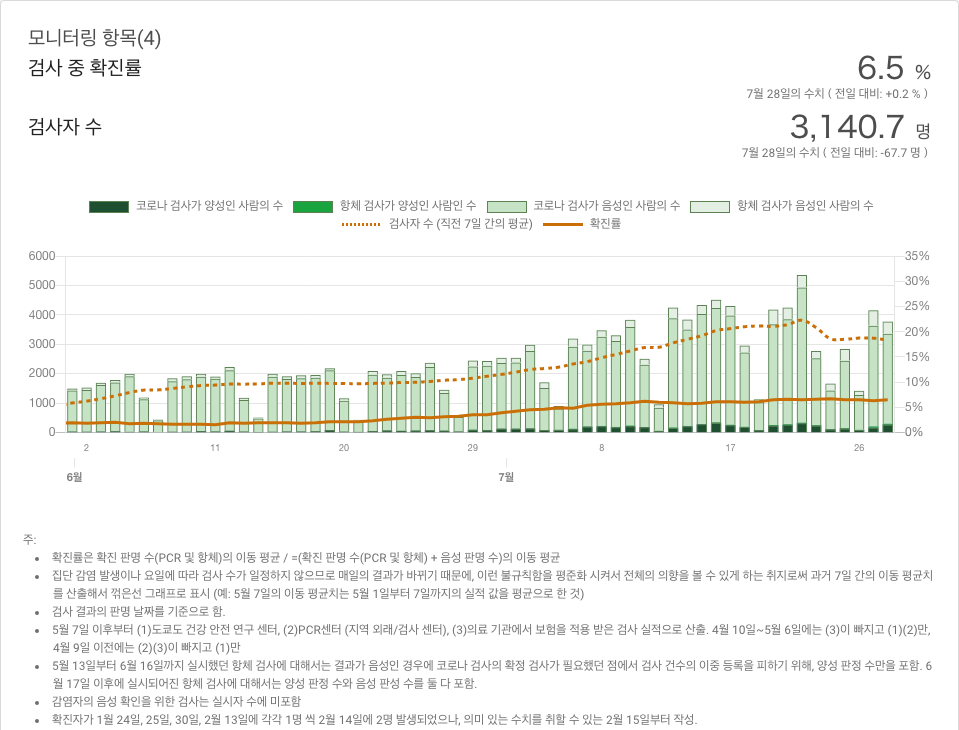 모니터링 항목(4)
검사 중 확진률
6.5 %
7월 28일의 수치 ( 전일 대비: +0.2 % )
검사자 수
3,140.7 명
7월 28일의 수치 ( 전일 대비: -67.7 명 )
코로나 검사가 양성인 사람의 수 항체 검사가 양성인 사람인 수 코로나 검사가 음성인 사람의 수 항체 검사가 음성인 사람의 수
검사자 수 (직전 7일 간의 평균) 확진률
6000 35%
5000 30%
4000 25%
3000 20%
2000 15%
1000 10%
0 5%
0%
2 11 20 29 8 17 26
6월 7월
주:
확진률은 확진 판명 수(PCR 및 항체)의 이동 평균 / =(확진 판명 수(PCR 및 항체) + 음성 판명 수)의 이동 평균
집단 감염 발생이나 요일에 따라 검사 수가 일정하지 않으므로 매일의 결과가 바뀌기 때문에, 이런 불규칙함을 평준화 시켜서 전체의 의향을 볼 수 있게 하는 취지로써 과거 7일 간의 이동 평균치
를 산출해서 꺾은선 그래프로 표시 (예: 5월 7일의 이동 평균치는 5월 1일부터 7일까지의 실적 값을 평균으로 한 것)
검사 결과의 판명 날짜를 기준으로 함.
5월 7일 이후부터 (1)도쿄도 건강 안전 연구 센터, (2)PCR센터 (지역 외래/검사 센터), (3)의료 기관에서 보험을 적용 받은 검사 실적으로 산출. 4월 10일~5월 6일에는 (3)이 빠지고 (1)(2)만,
4월 9일 이전에는 (2)(3)이 빠지고 (1)만
5월 13일부터 6월 16일까지 실시했던 항체 검사에 대해서는 결과가 음성인 경우에 코로나 검사의 확정 검사가 필요했던 점에서 검사 건수의 이중 등록을 피하기 위해, 양성 판정 수만을 포함. 6
월 17일 이후에 실시되어진 항체 검사에 대해서는 양성 판정 수와 음성 판성 수를 둘 다 포함.
감염자의 음성 확인을 위한 검사는 실시자 수에 미포함
확진자가 1월 24일, 25일, 30일, 2월 13일에 각각 1명 씩 2월 14일에 2명 발생되었으나, 의미 있는 수치를 취할 수 있는 2월 15일부터 작성.